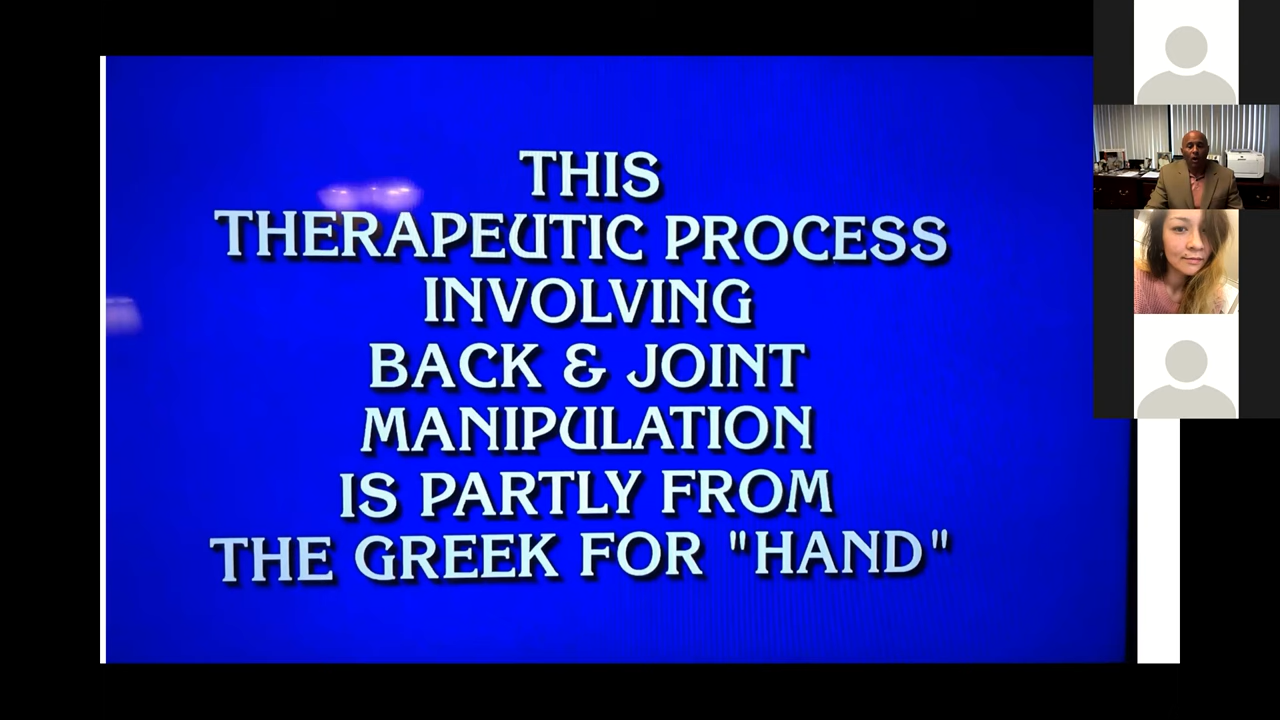 THIS
THERAPEUTIC PROCESS
INVOLVING
BACK & JOINT
MANIPULATION
IS PARTLY FROM
THE GREEK FOR "HAND"